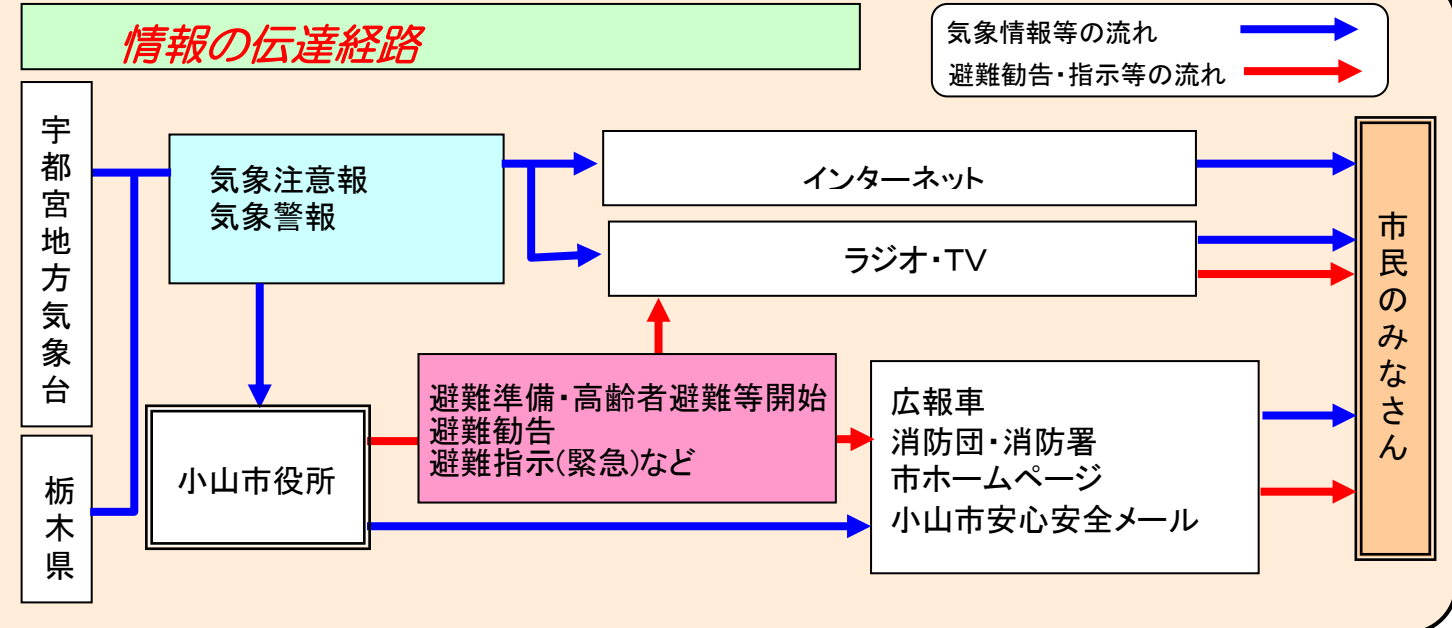 情報の伝達経路
気象情報等の流れ
避難勧告・指示等の流れ
宇都宮地方気象台
気象注意報
気象警報
インターネット
ラジオ・TV
市民のみなさん
避難準備・高齢者避難等開始
避難勧告
避難指示(緊急)など
広報車
消防団・消防署
市ホームページ
小山市安心安全メール
小山市役所
栃木県